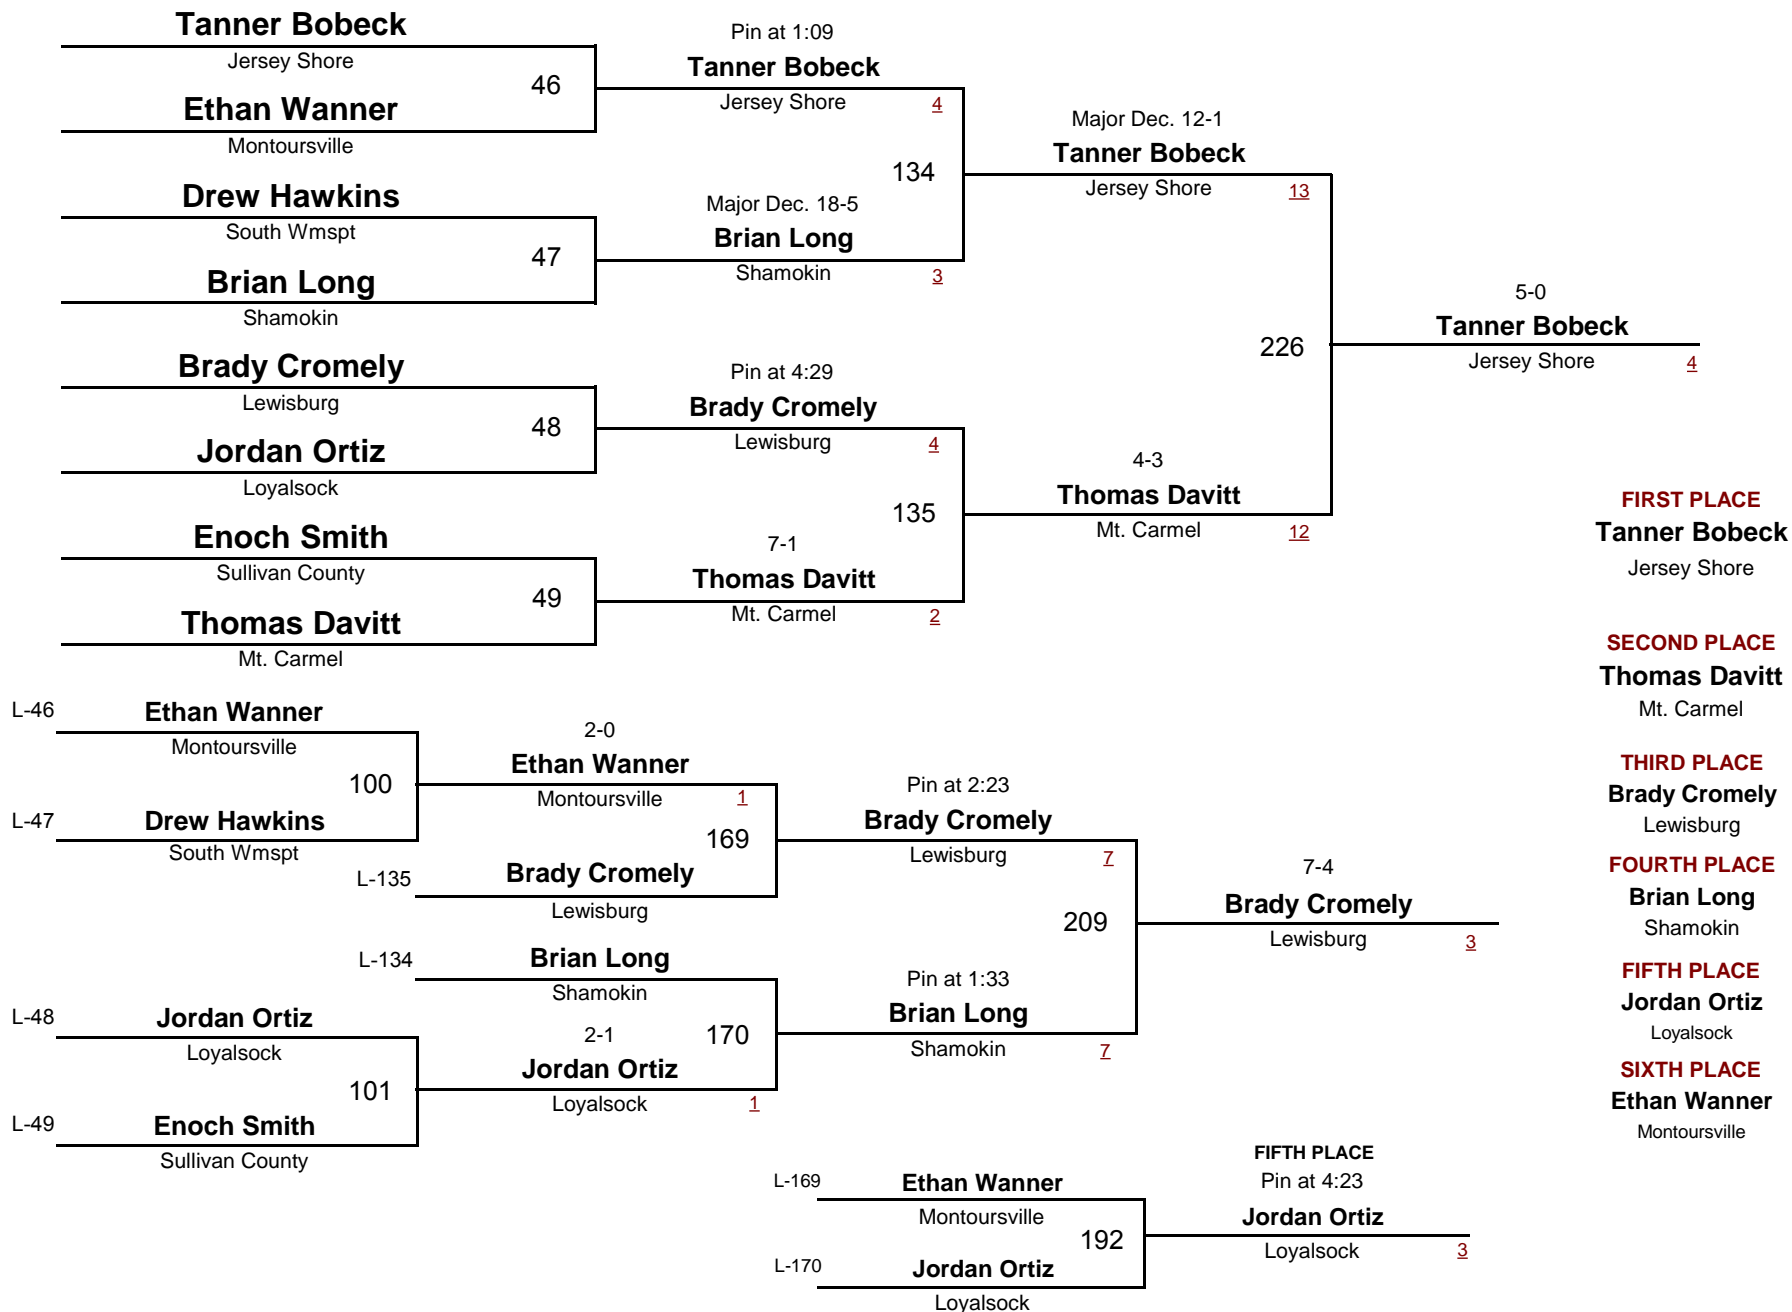 Tanner Bobeck
Jersey Shore
46
Ethan Wanner
Montoursville
Drew Hawkins
South Wmspt
47
Brian Long
Shamokin
Brady Cromely
Lewisburg
48
Jordan Ortiz
Loyalsock
Enoch Smith
Sullivan County
49
Thomas Davitt
Mt. Carmel
Pin at 1:09
Tanner Bobeck
Jersey Shore 4
134
Major Dec. 18-5
Brian Long
Shamokin 3
Pin at 4:29
Brady Cromely
Lewisburg 4
135
7-1
Thomas Davitt
Mt. Carmel 2
Major Dec. 12-1
Tanner Bobeck
Jersey Shore 13
226
4-3
Thomas Davitt
Mt. Carmel 12
5-0
Tanner Bobeck
Jersey Shore 4
FIRST PLACE
Tanner Bobeck
Jersey Shore
SECOND PLACE
Thomas Davitt
Mt. Carmel
THIRD PLACE
Brady Cromely
Lewisburg
FOURTH PLACE
Brian Long
Shamokin
FIFTH PLACE
Jordan Ortiz
Loyalsock
SIXTH PLACE
Ethan Wanner
Montoursville
L-46 Ethan Wanner
Montoursville
100
L-47 Drew Hawkins
South Wmspt
2-0
Ethan Wanner
Montoursville 1
169
L-135 Brady Cromely
Lewisburg
L-134 Brian Long
Shamokin
170
L-48 Jordan Ortiz
Loyalsock
101
L-49 Enoch Smith
Sullivan County
2-1
Jordan Ortiz
Loyalsock 1
Pin at 2:23
Brady Cromely
Lewisburg 7
209
Pin at 1:33
Brian Long
Shamokin 7
7-4
Brady Cromely
Lewisburg 3
L-169 Ethan Wanner
Montoursville
192
L-170 Jordan Ortiz
Loyalsock
FIFTH PLACE
Pin at 4:23
Jordan Ortiz
Loyalsock 3